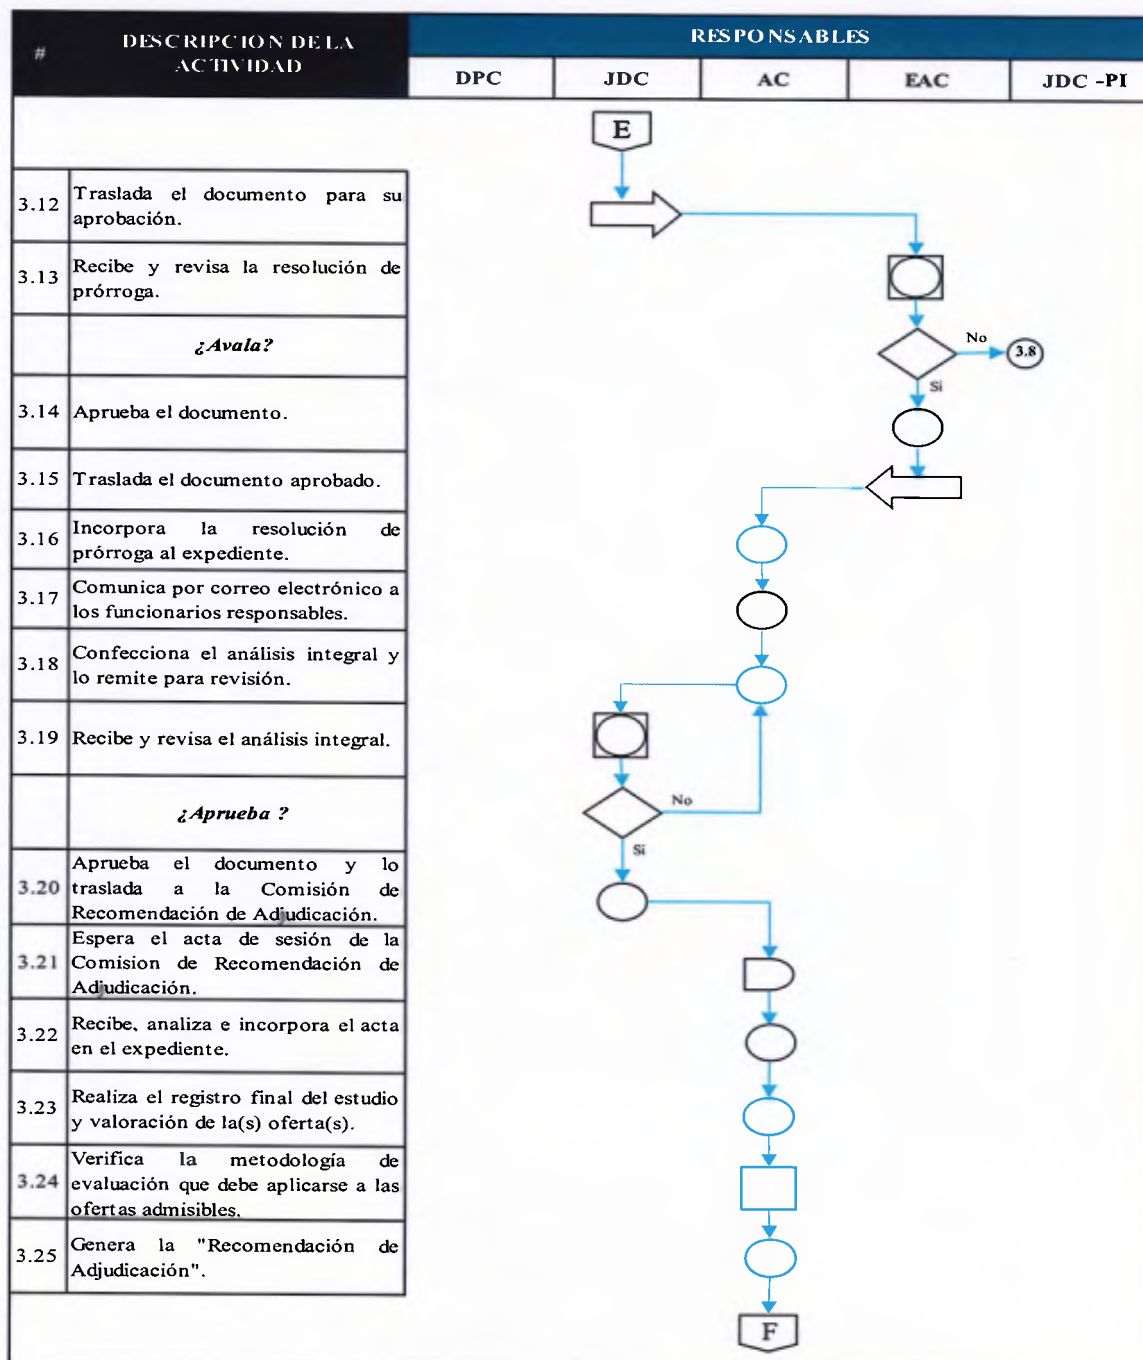 #
DESCRIPCION DE LA
ACTIVIDAD
RESPONSABLES
DPC
JDC
AC
EAC
JDC -PI
E
3.12
Traslada el documento para su
aprobación.
3.13
Recibe y revisa la resolución de
prórroga.
¿Avala?
No
3.8
Si
3.14
Aprueba el documento.
3.15
Traslada el documento aprobado.
3.16
Incorpora la resolución de
prórroga al expediente.
3.17
Comunica por correo electrónico a
los funcionarios responsables.
3.18
Confecciona el análisis integral y
lo remite para revisión.
3.19
Recibe y revisa el análisis integral.
¿Aprueba ?
No
Si
3.20
Aprueba el documento y lo
traslada a la Comisión de
Recomendación de Adjudicación.
3.21
Espera el acta de sesión de la
Comision de Recomendación de
Adjudicación.
3.22
Recibe, analiza e incorpora el acta
en el expediente.
3.23
Realiza el registro final del estudio
y valoración de la(s) oferta(s).
3.24
Verifica la metodología de
evaluación que debe aplicarse a las
ofertas admisibles.
3.25
Genera la "Recomendación de
Adjudicación".
F